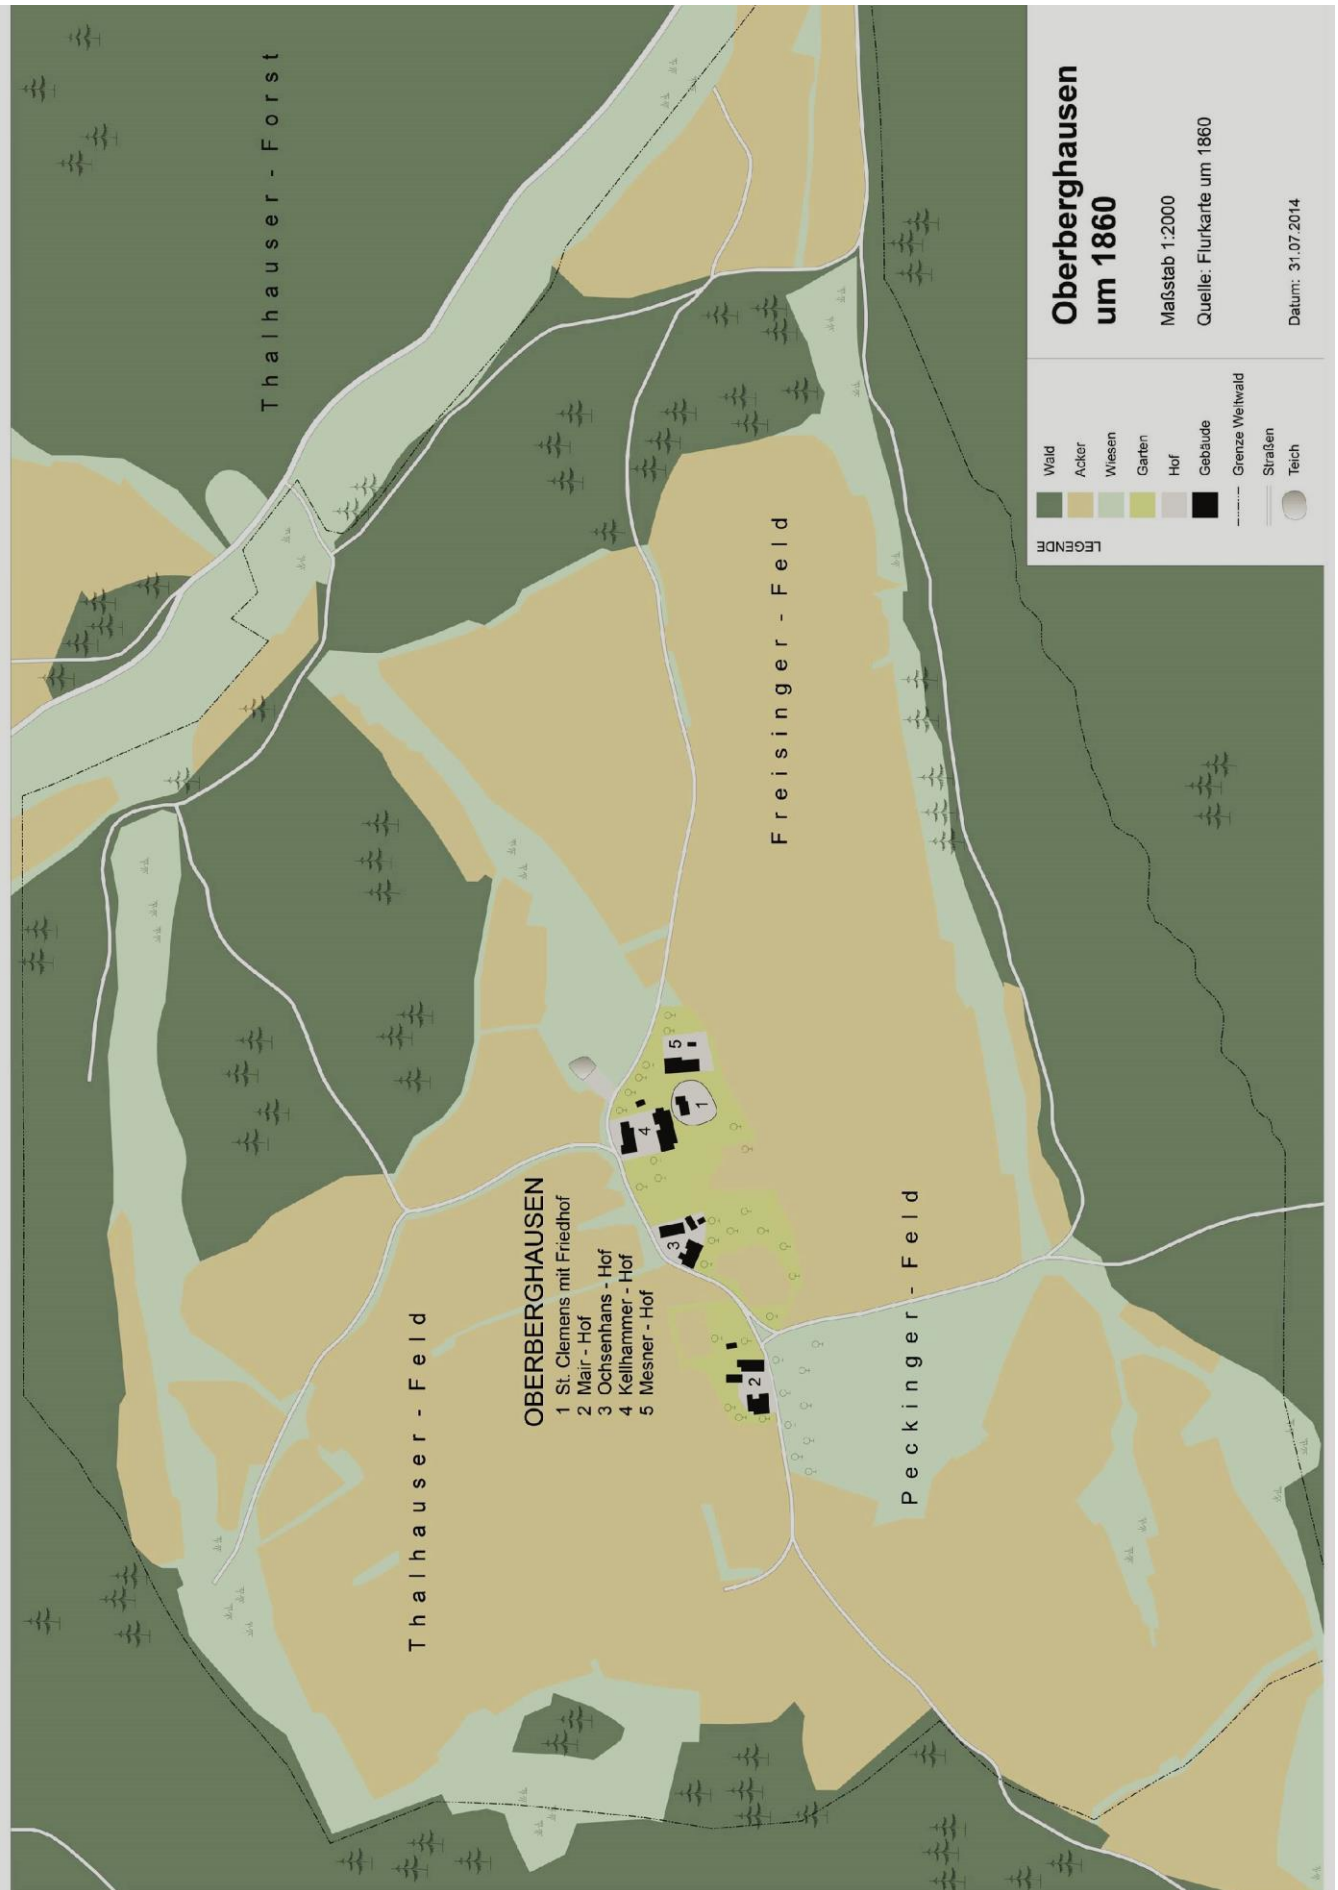 Thalhauser - Forst
Thalhauser - Feld
OBERBERGHAUSEN
1 St. Clemens mit Friedhof
2 Mair - Hof
3 Ochsenhans - Hof
4 Kellhammer - Hof
5 Mesner - Hof
4
5
1
3
2
Freisinger - Feld
Peckinger - Feld
LEGENDE
Wald
Acker
Wiesen
Garten
Hof
Gebäude
Grenze Weltwald
Straßen
Teich
Oberberghausen
um 1860
Maßstab 1:2000
Quelle: Flurkarte um 1860
Datum: 31.07.2014